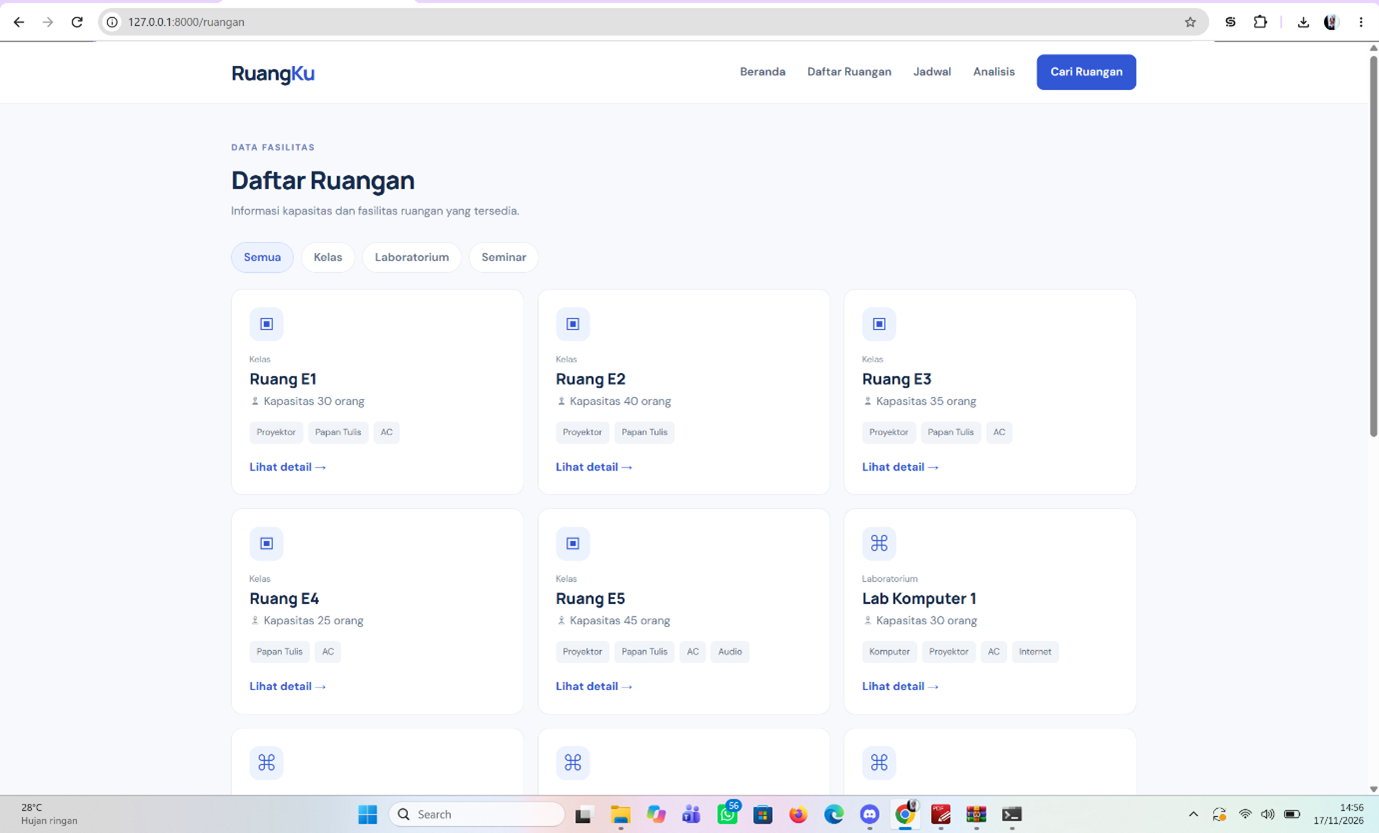 127.0.0.1:8000/ruangan
RuangKu
Beranda
Daftar Ruangan
Jadwal
Analisis
Cari Ruangan
DATA FASILITAS
Daftar Ruangan
Informasi kapasitas dan fasilitas ruangan yang tersedia.
Semua
Kelas
Laboratorium
Seminar
Kelas
Ruang E1
Kapasitas 30 orang
Proyektor
Papan Tulis
AC
Lihat detail →
Kelas
Ruang E2
Kapasitas 40 orang
Proyektor
Papan Tulis
Lihat detail →
Kelas
Ruang E3
Kapasitas 35 orang
Proyektor
Papan Tulis
AC
Lihat detail →
Kelas
Ruang E4
Kapasitas 25 orang
Papan Tulis
AC
Lihat detail →
Kelas
Ruang E5
Kapasitas 45 orang
Proyektor
Papan Tulis
AC
Audio
Lihat detail →
Laboratorium
Lab Komputer 1
Kapasitas 30 orang
Komputer
Proyektor
AC
Internet
Lihat detail →
28°C
Hujan ringan
Search
56
PDF
14:56
17/11/2026